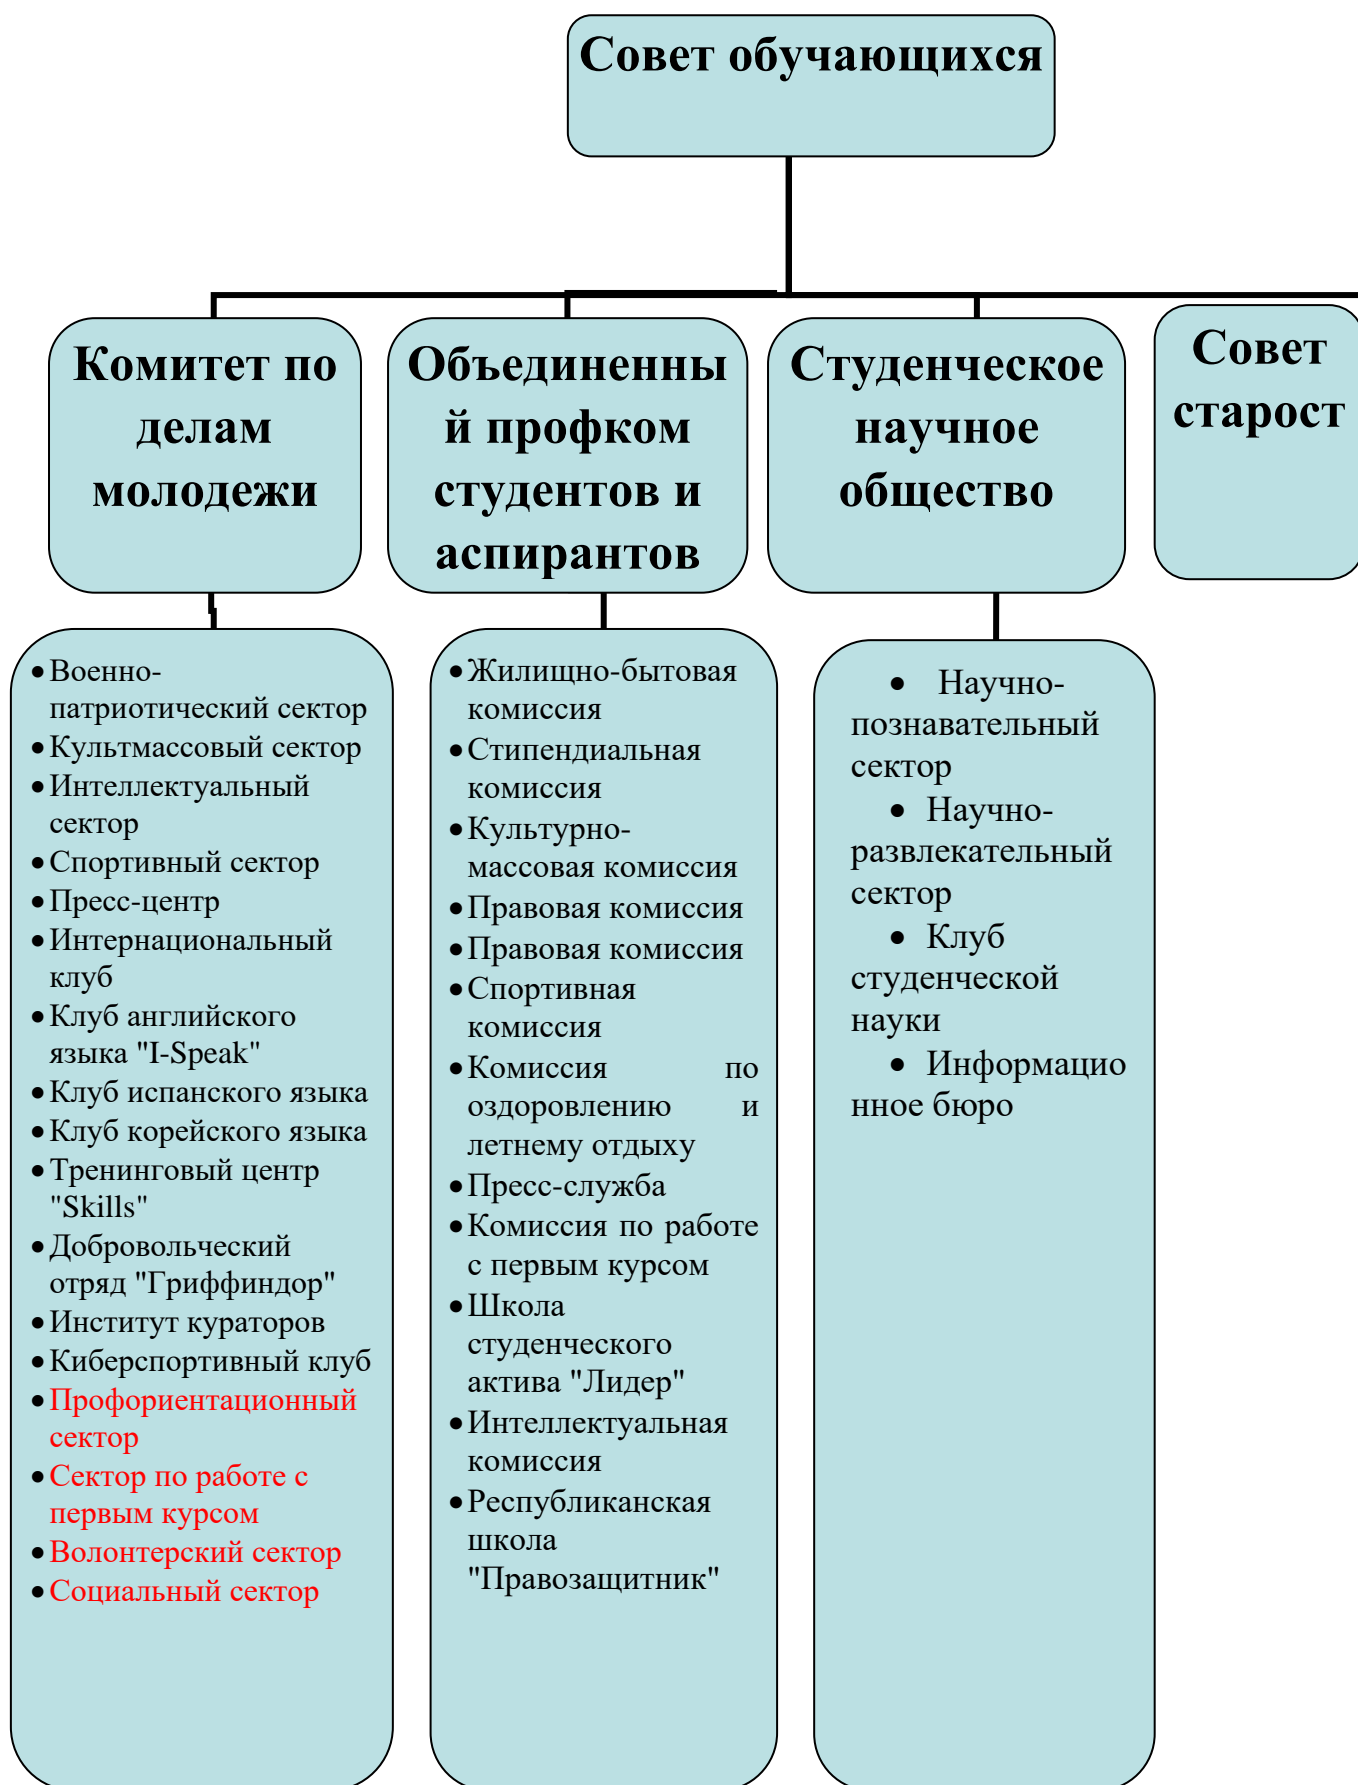 Совет обучающихся
Комитет по
делам
молодежи
Объединенны
й профком
студентов и
аспирантов
Студенческое
научное
общество
Совет
старост
• Военно-
патриотический сектор
• Культмассовый сектор
• Интеллектуальный
сектор
• Спортивный сектор
• Пресс-центр
• Интернациональный
клуб
• Клуб английского
языка "I-Speak"
• Клуб испанского языка
• Клуб корейского языка
• Тренинговый центр
"Skills"
• Добровольческий
отряд "Гриффиндор"
• Институт кураторов
• Киберспортивный клуб
• Профориентационный
сектор
• Сектор по работе с
первым курсом
• Волонтерский сектор
• Социальный сектор
• Жилищно-бытовая
комиссия
• Стипендиальная
комиссия
• Культурно-
массовая комиссия
• Правовая комиссия
• Правовая комиссия
• Спортивная
комиссия
• Комиссия по
оздоровлению и
летнему отдыху
• Пресс-служба
• Комиссия по работе
с первым курсом
• Школа
студенческого
актива "Лидер"
• Интеллектуальная
комиссия
• Республиканская
школа
"Правозащитник"
• Научно-
познавательный
сектор
• Научно-
развлекательный
сектор
• Клуб
студенческой
науки
• Информацио
нное бюро